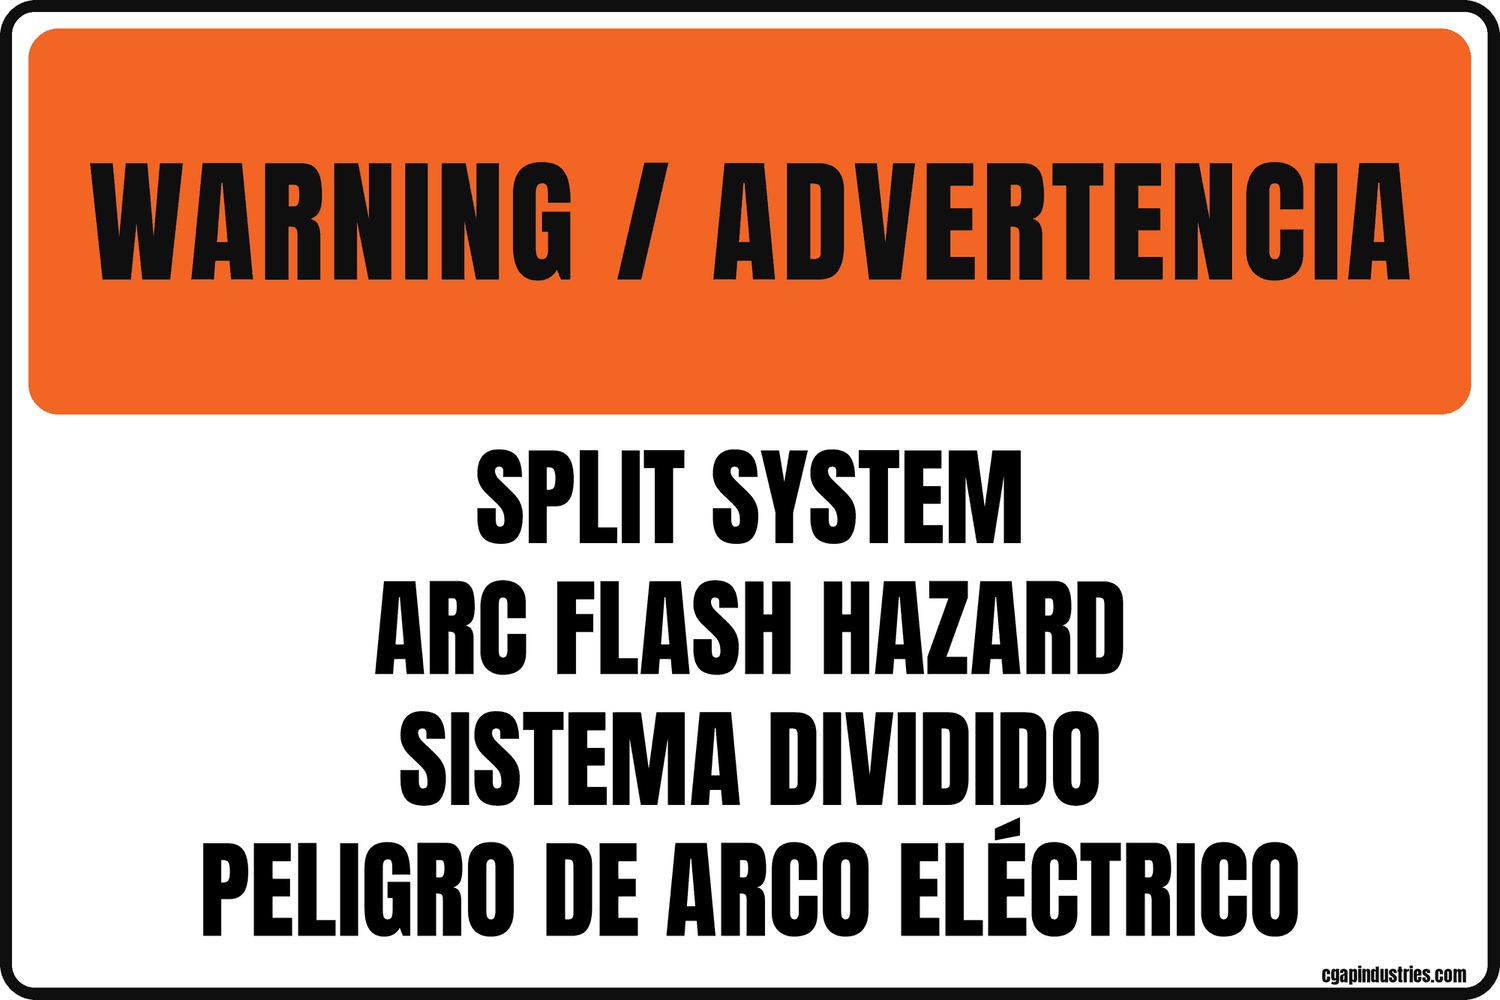 WARNING / ADVERTENCIA
SPLIT SYSTEM
ARC FLASH HAZARD
SISTEMA DIVIDIDO
PELIGRO DE ARCO ELÉCTRICO
cgapindustries.com